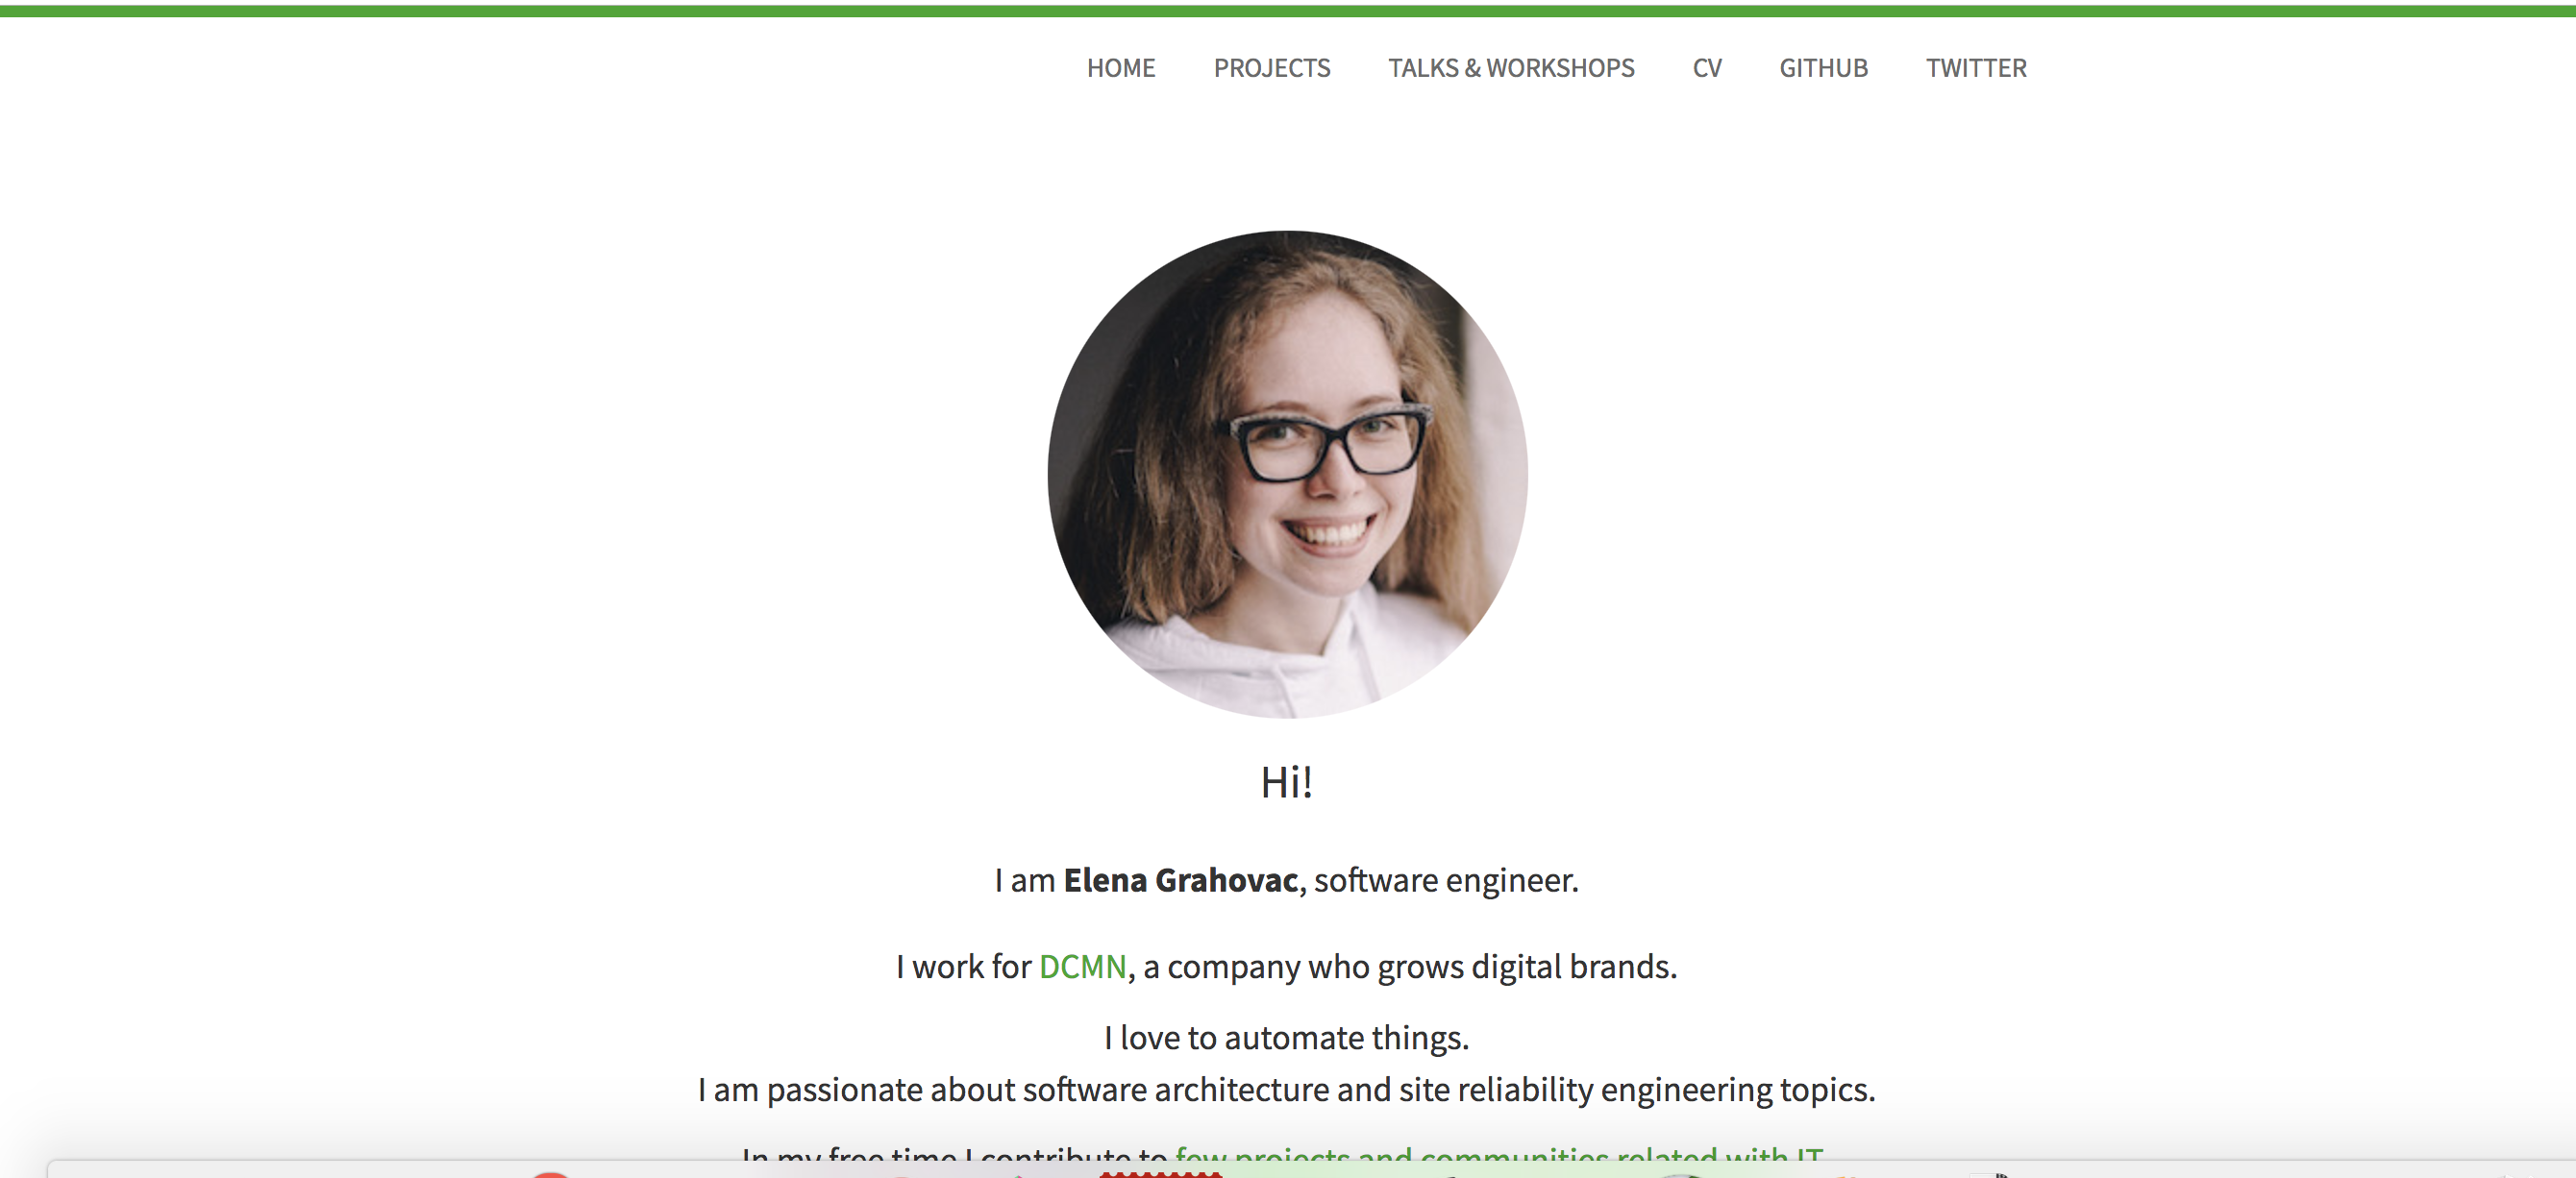 HOME PROJECTS TALKS & WORKSHOPS CV GITHUB TWITTER
Hi!
I am Elena Grahovac, software engineer.
I work for DCMN, a company who grows digital brands.
I love to automate things.
I am passionate about software architecture and site reliability engineering topics.
In my free time I contribute to few projects and communities related with IT